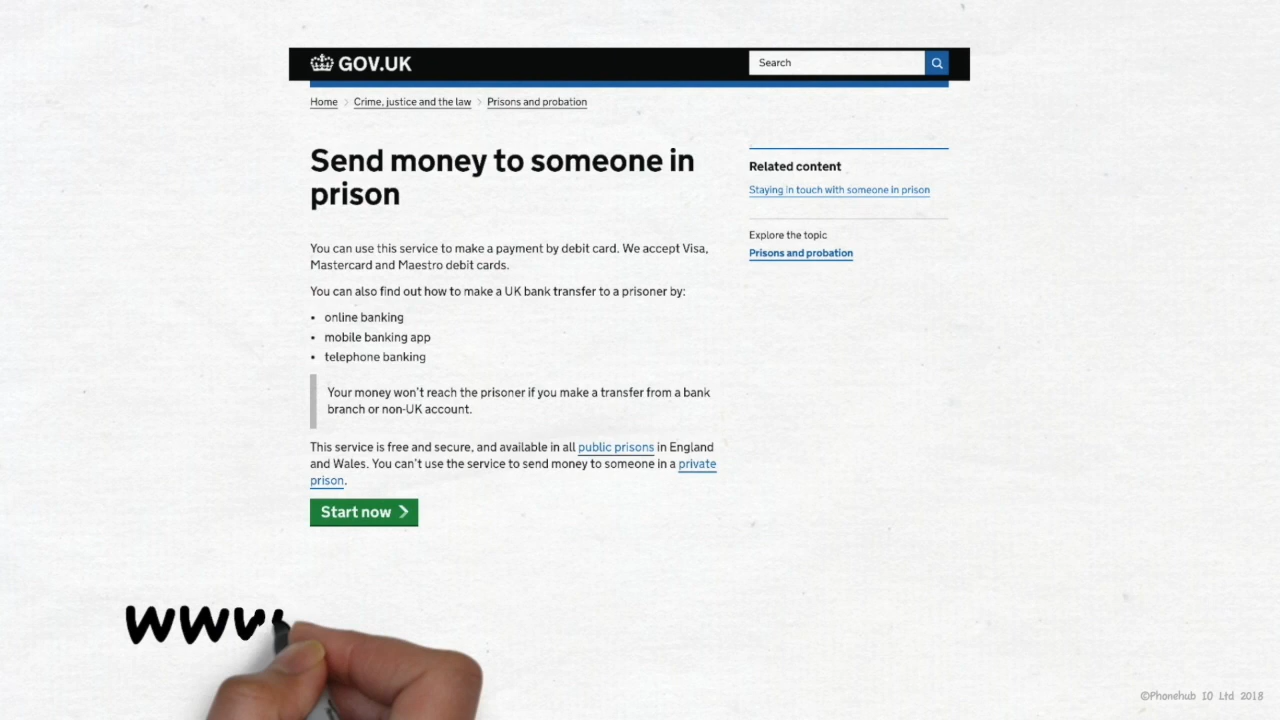 GOV.UK
Search
Home > Crime, justice and the law > Prisons and probation
Send money to someone in
prison
You can use this service to make a payment by debit card. We accept Visa,
Mastercard and Maestro debit cards.
You can also find out how to make a UK bank transfer to a prisoner by:
• online banking
• mobile banking app
• telephone banking
Your money won't reach the prisoner if you make a transfer from a bank
branch or non-UK account.
This service is free and secure, and available in all public prisons in England
and Wales. You can't use the service to send money to someone in a private
prison.
Start now >
Related content
Staying in touch with someone in prison
Explore the topic
Prisons and probation
www
©Phonehub IO Ltd 2018